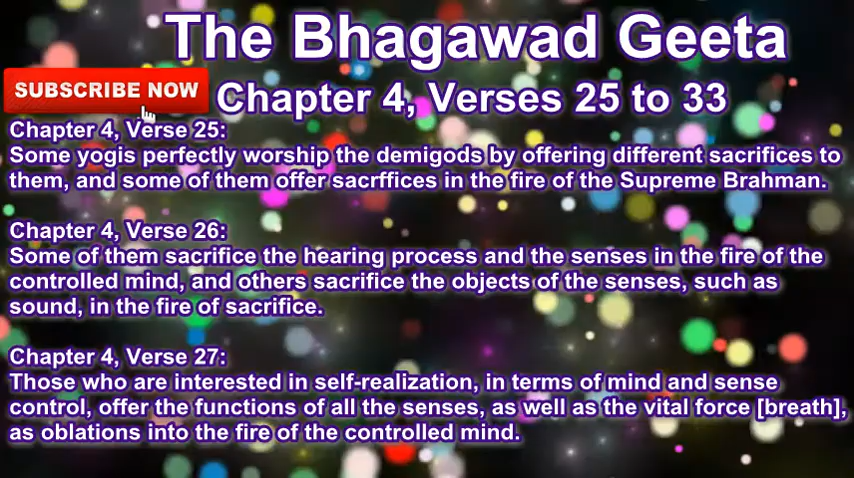 The Bhagawad Geeta
SUBSCRIBE NOW
Chapter 4, Verses 25 to 33
Chapter 4, Verse 25:
Some yogis perfectly worship the demigods by offering different sacrifices to
them, and some of them offer sacrffices in the fire of the Supreme Brahman.
Chapter 4, Verse 26:
Some of them sacrifice the hearing process and the senses in the fire of the
controlled mind, and others sacrifice the objects of the senses, such as
sound, in the fire of sacrifice.
Chapter 4, Verse 27:
Those who are interested in self-realization, in terms of mind and sense
control, offer the functions of all the senses, as well as the vital force [breath],
as oblations into the fire of the controlled mind.